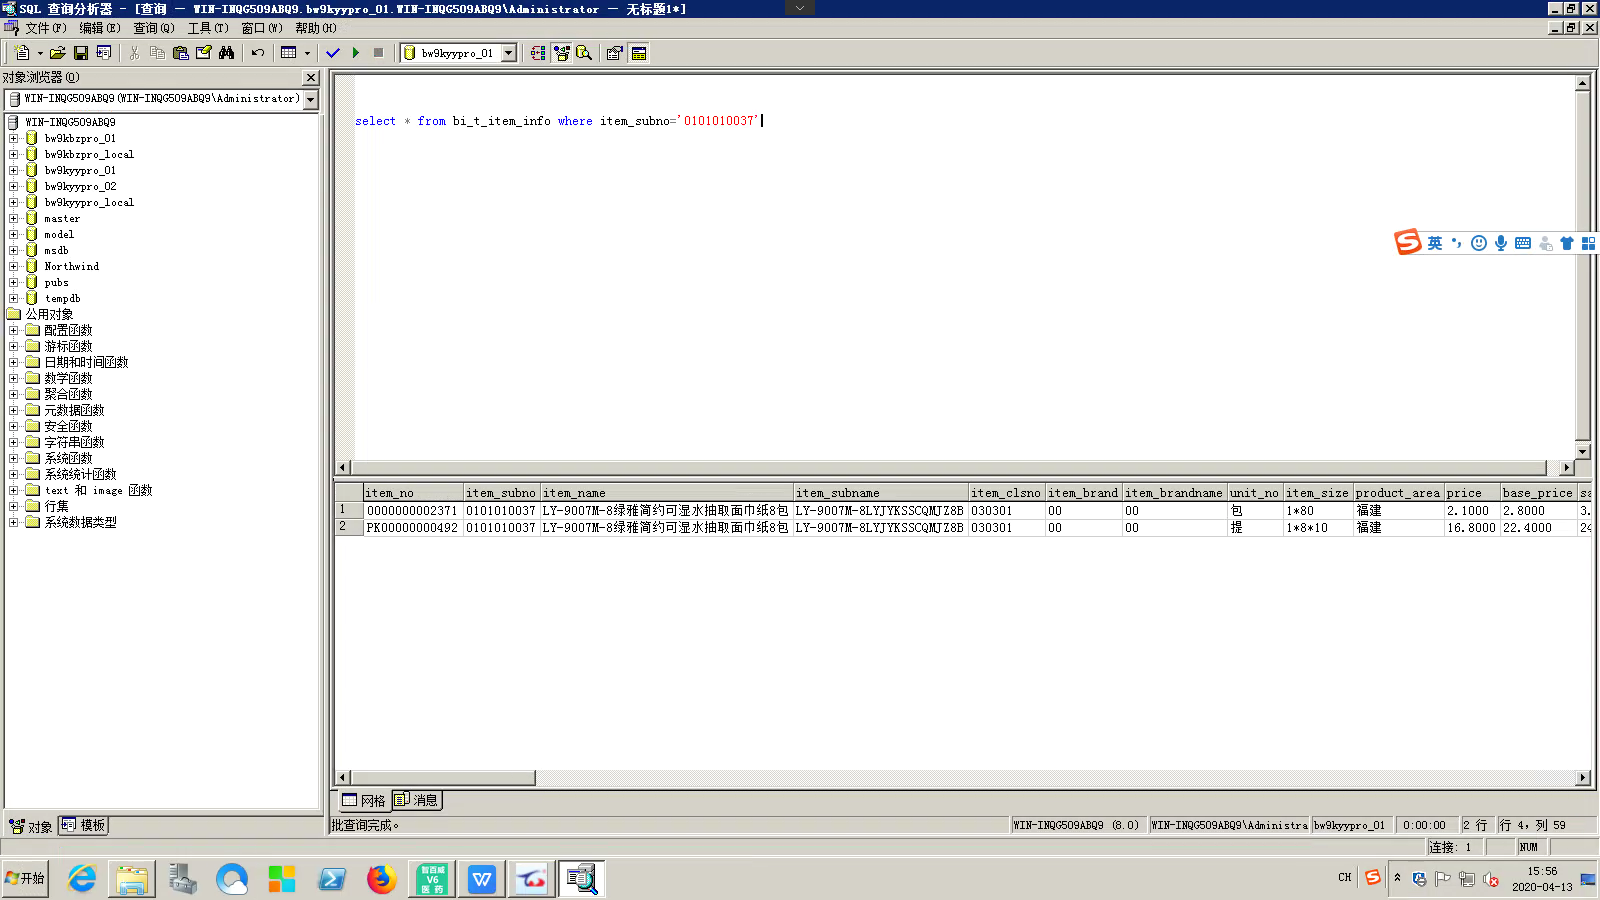 SQL 查询分析器 - [查询 — WIN-INQG509ABQ9.bw9kyypro_01.WIN-INQG509ABQ9\Administrator — 无标题1*]
文件(F) 编辑(E) 查询(Q) 工具(T) 窗口(W) 帮助(H)
bw9kyypro_01
对象浏览器(O)
WIN-INQG509ABQ9(WIN-INQG509ABQ9\Administrator)
WIN-INQG509ABQ9
bw9kbzpro_01
bw9kbzpro_local
bw9kyypro_01
bw9kyypro_02
bw9kyypro_local
master
model
msdb
Northwind
pubs
tempdb
公用对象
配置函数
游标函数
日期和时间函数
数学函数
聚合函数
元数据函数
安全函数
字符串函数
系统函数
系统统计函数
text 和 image 函数
行集
系统数据类型
对象 模板
select * from bi_t_item_info where item_subno='0101010037'
英
item_no item_subno item_name item_subname item_clsno item_brand item_brandname unit_no item_size product_area price base_price sa
1 0000000002371 0101010037 LY-9007M-8绿雅简约可湿水抽取面巾纸8包 LY-9007M-8LYJYKSSCQMJZ8B 030301 00 00 包 1*80 福建 2.1000 2.8000 3.
2 PK00000000492 0101010037 LY-9007M-8绿雅简约可湿水抽取面巾纸8包 LY-9007M-8LYJYKSSCQMJZ8B 030301 00 00 提 1*8*10 福建 16.8000 22.4000 24
网格 消息
批查询完成。 WIN-INQG509ABQ9 (8.0) WIN-INQG509ABQ9\Administra bw9kyypro_01 0:00:00 2 行 行 4, 列 59
连接: 1 NUM
开始
智百威
V6
医药
CH
15:56
2020-04-13